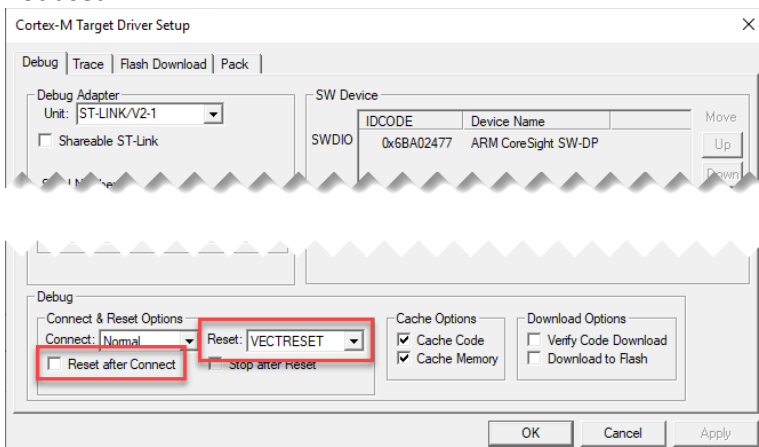 Cortex-M Target Driver Setup
Debug Trace Flash Download Pack
Debug Adapter
Unit: ST-LINK/V2-1
Shareable ST-Link
SW Device
IDCODE Device Name
SWDIO 0x6BA02477 ARM CoreSight SW-DP
Move
Up
Down
Debug
Connect & Reset Options
Connect: Normal Reset: VECTRESET
Reset after Connect Stop after Reset
Cache Options
Cache Code
Cache Memory
Download Options
Verify Code Download
Download to Flash
OK Cancel Apply